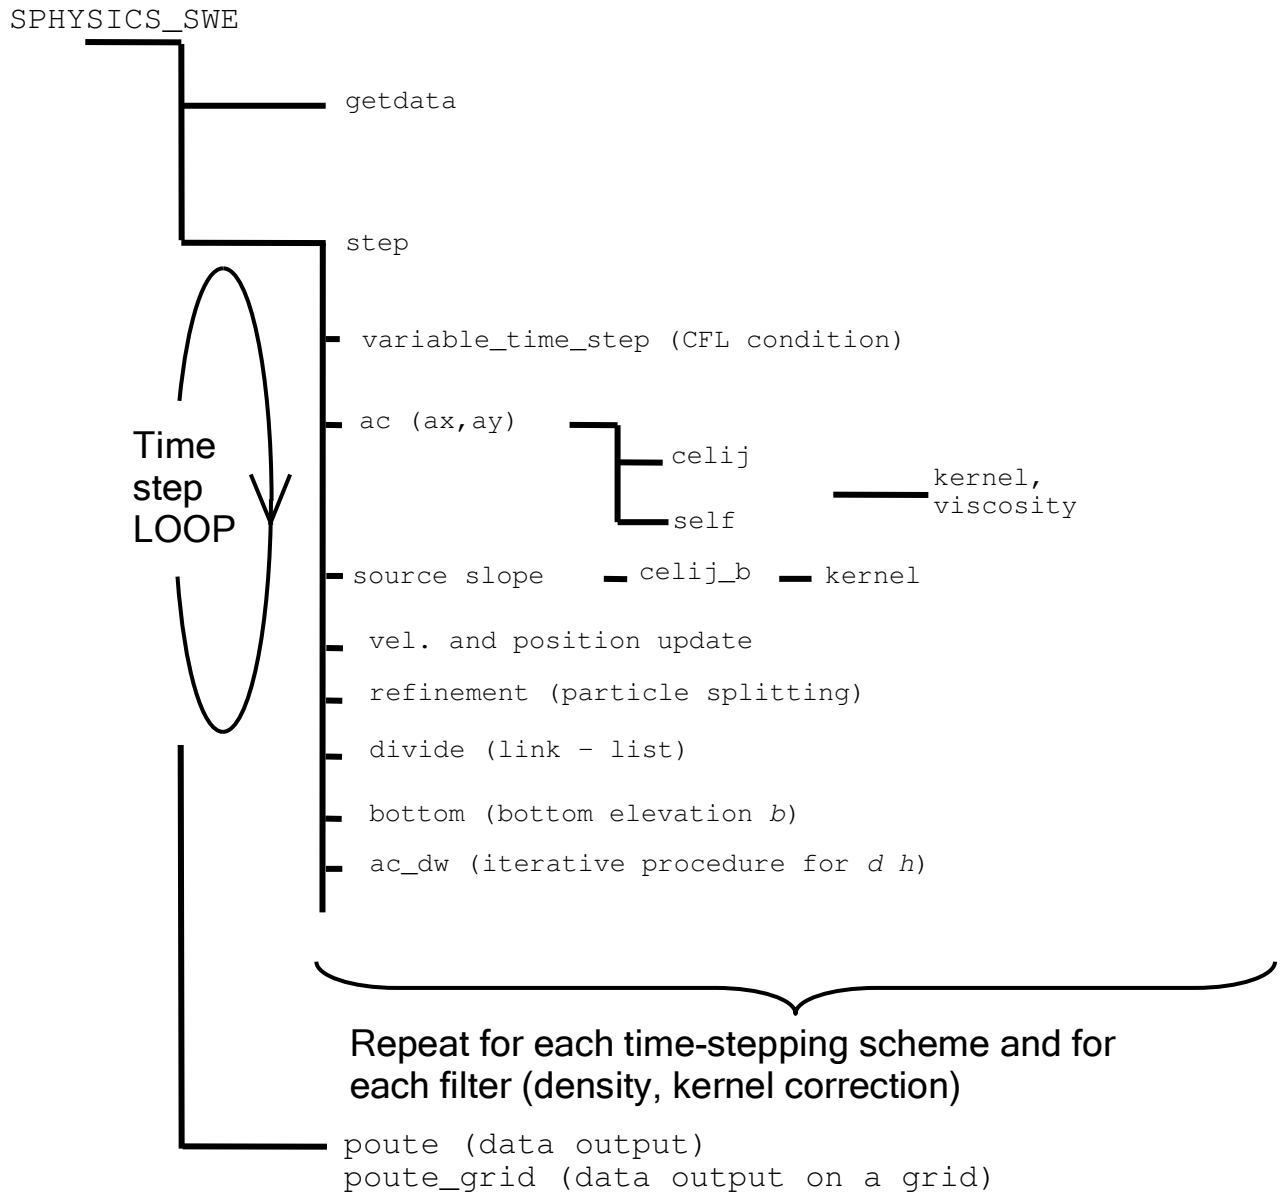 SPHYSICS_SWE
getdata
step
variable_time_step (CFL condition)
ac (ax,ay)
celij
self
kernel,
viscosity
Time
step
LOOP
source slope
celij_b
kernel
vel. and position update
refinement (particle splitting)
divide (link – list)
bottom (bottom elevation b)
ac_dw (iterative procedure for d h)
Repeat for each time-stepping scheme and for
each filter (density, kernel correction)
poute (data output)
poute_grid (data output on a grid)